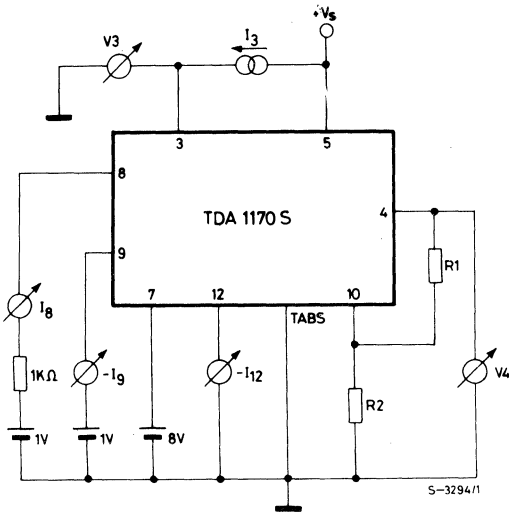 +Vs
V3
I3
3
5
8
TDA 1170 S
4
9
R1
I8
7
12
10
TABS
1KΩ
-I9
-I12
V4
R2
1V
1V
8V
S-3294/1